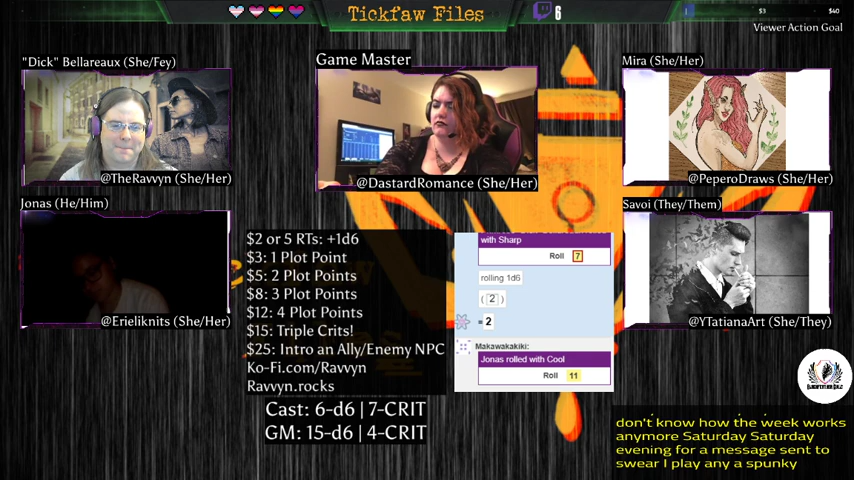 Tickfaw Files
6
$3
$40
Viewer Action Goal
"Dick" Bellareaux (She/Fey)
@TheRavvyn (She/Her)
Game Master
@DastardRomance (She/Her)
Mira (She/Her)
@PeperoDraws (She/Her)
Jonas (He/Him)
@Erieliknits (She/Her)
Savoi (They/Them)
@YTatianaArt (She/They)
$2 or 5 RTs: +1d6
$3: 1 Plot Point
$5: 2 Plot Points
$8: 3 Plot Points
$12: 4 Plot Points
$15: Triple Crits!
$25: Intro an Ally/Enemy NPC
Ko-Fi.com/Ravvyn
Ravvyn.rocks
Cast: 6-d6 | 7-CRIT
GM: 15-d6 | 4-CRIT
with Sharp
Roll 7
rolling 1d6
( 2 )
= 2
Makawakakiki:
Jonas rolled with Cool
Roll 11
don't know how the week works
anymore Saturday Saturday
evening for a message sent to
swear I play any a spunky